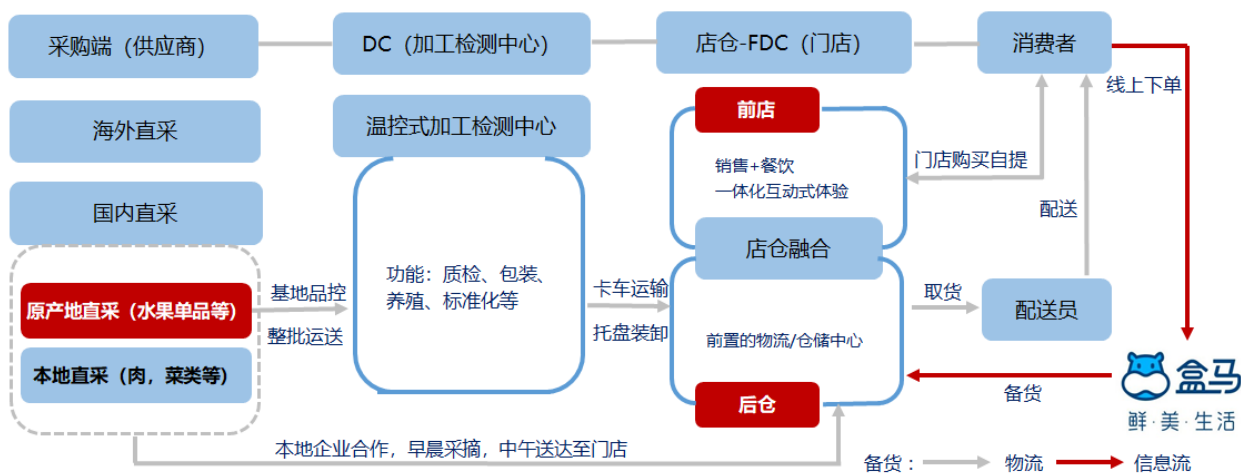 采购端（供应商）
DC（加工检测中心）
店仓-FDC（门店）
消费者
线上下单
海外直采
温控式加工检测中心
前店
国内直采
销售+餐饮
一体化互动式体验
门店购买自提
配送
店仓融合
功能：质检、包装、
养殖、标准化等
原产地直采（水果单品等）
基地品控
整批运送
卡车运输
托盘装卸
前置的物流/仓储中心
取货
配送员
本地直采（肉，菜类等）
后仓
备货
盒马
鲜·美·生活
本地企业合作，早晨采摘，中午送达至门店
备货：
物流
信息流